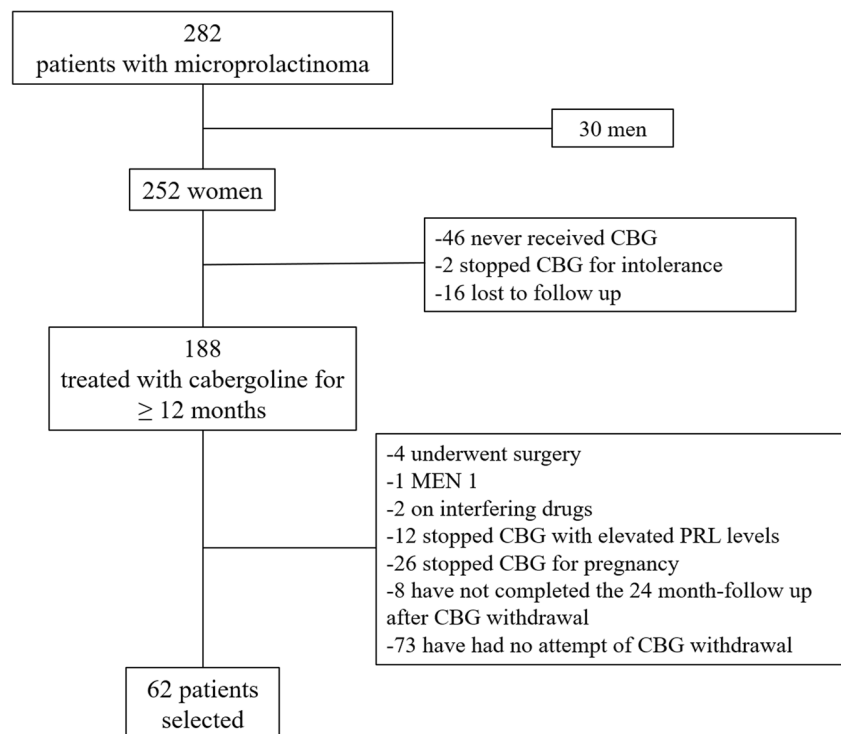 282
patients with microprolactinoma
30 men
252 women
-46 never received CBG
-2 stopped CBG for intolerance
-16 lost to follow up
188
treated with cabergoline for
≥ 12 months
-4 underwent surgery
-1 MEN 1
-2 on interfering drugs
-12 stopped CBG with elevated PRL levels
-26 stopped CBG for pregnancy
-8 have not completed the 24 month-follow up
after CBG withdrawal
-73 have had no attempt of CBG withdrawal
62 patients
selected